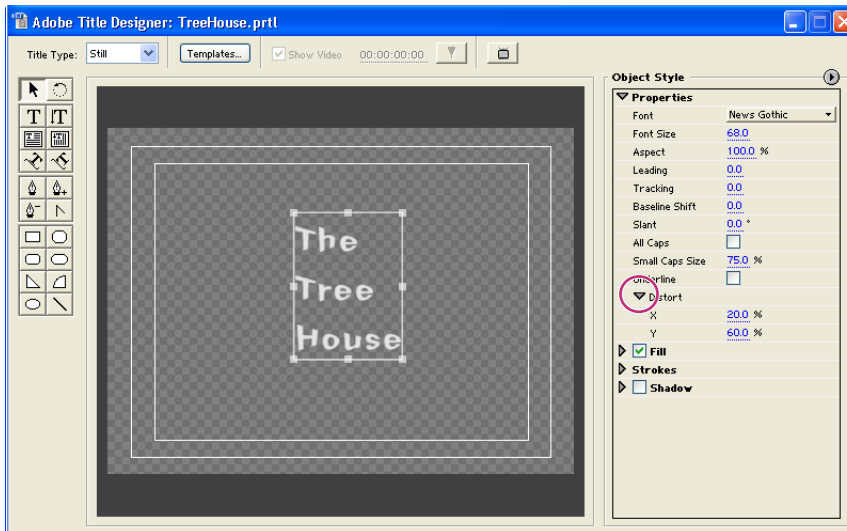 Adobe Title Designer: TreeHouse.prtl
Title Type: Still Templates... Show Video 00:00:00:00
Object Style
Properties
Font News Gothic
Font Size 68.0
Aspect 100.0 %
Leading 0.0
Tracking 0.0
Baseline Shift 0.0
Slant 0.0 °
All Caps
Small Caps Size 75.0 %
Underline
Distort
X 20.0 %
Y 60.0 %
Fill
Strokes
Shadow
The
Tree
House